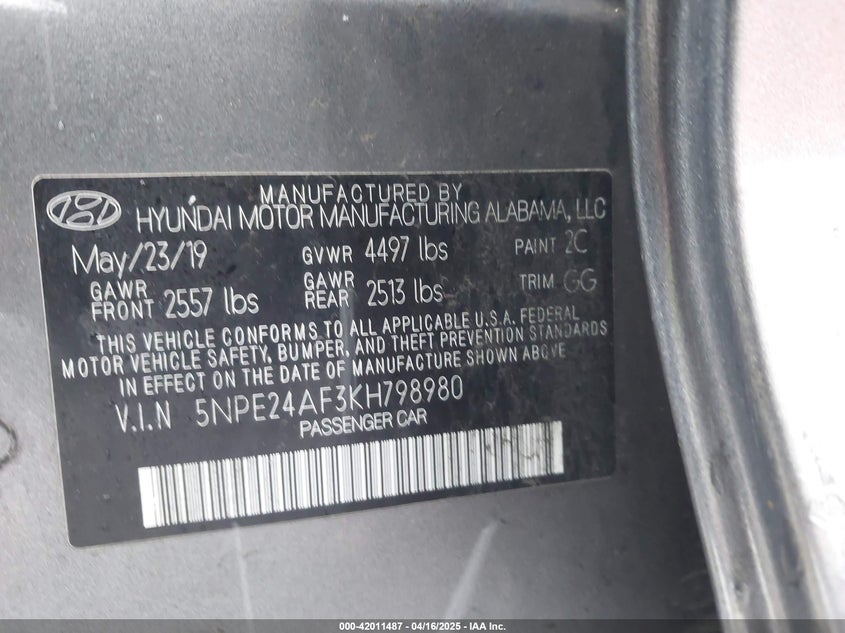 MANUFACTURED BY
HYUNDAI MOTOR MANUFACTURING ALABAMA, LLC
May/23/19 GVWR 4497 lbs PAINT 2C
GAWR FRONT 2557 lbs GAWR REAR 2513 lbs TRIM GG
THIS VEHICLE CONFORMS TO ALL APPLICABLE U.S.A. FEDERAL
MOTOR VEHICLE SAFETY, BUMPER, AND THEFT PREVENTION STANDARDS
IN EFFECT ON THE DATE OF MANUFACTURE SHOWN ABOVE
V.I.N 5NPE24AF3KH798980
PASSENGER CAR
000-42011487 - 04/16/2025 - IAA Inc.